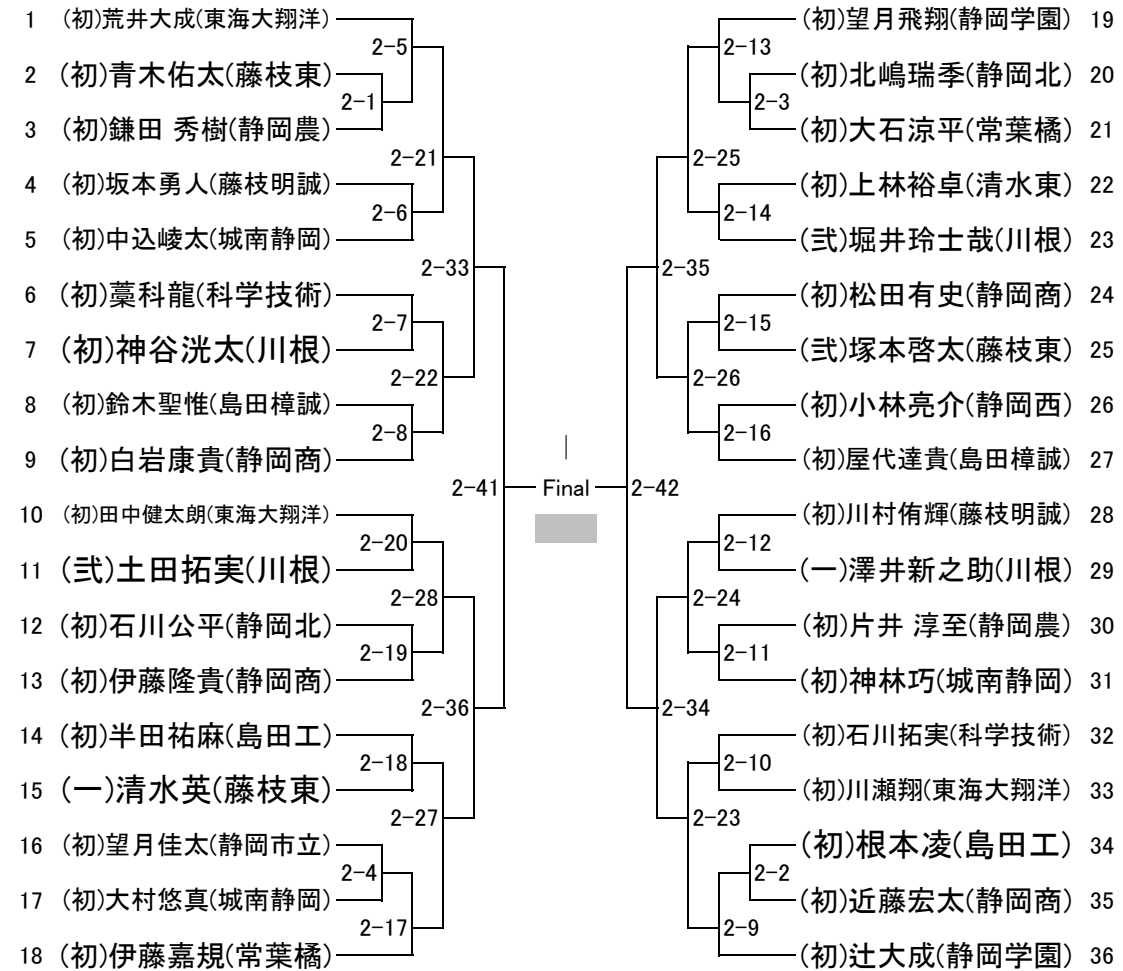 1 (初)荒井大成(東海大翔洋)
2 (初)青木佑太(藤枝東)
3 (初)鎌田 秀樹(静岡農)
4 (初)坂本勇人(藤枝明誠)
5 (初)中込崚太(城南静岡)
6 (初)藁科龍(科学技術)
7 (初)神谷洸太(川根)
8 (初)鈴木聖惟(島田樟誠)
9 (初)白岩康貴(静岡商)
10 (初)田中健太朗(東海大翔洋)
11 (弐)土田拓実(川根)
12 (初)石川公平(静岡北)
13 (初)伊藤隆貴(静岡商)
14 (初)半田祐麻(島田工)
15 (一)清水英(藤枝東)
16 (初)望月佳太(静岡市立)
17 (初)大村悠真(城南静岡)
18 (初)伊藤嘉規(常葉橘)
2-5
2-1
2-21
2-6
2-33
2-7
2-22
2-8
2-41
2-20
2-28
2-19
2-36
2-18
2-27
2-4
2-17
Final
2-13
2-3
2-25
2-14
2-35
2-15
2-26
2-16
2-42
2-12
2-24
2-11
2-34
2-10
2-23
2-2
2-9
(初)望月飛翔(静岡学園) 19
(初)北嶋瑞季(静岡北) 20
(初)大石涼平(常葉橘) 21
(初)上林裕卓(清水東) 22
(弐)堀井玲士哉(川根) 23
(初)松田有史(静岡商) 24
(弐)塚本啓太(藤枝東) 25
(初)小林亮介(静岡西) 26
(初)屋代達貴(島田樟誠) 27
(初)川村侑輝(藤枝明誠) 28
(一)澤井新之助(川根) 29
(初)片井 淳至(静岡農) 30
(初)神林巧(城南静岡) 31
(初)石川拓実(科学技術) 32
(初)川瀬翔(東海大翔洋) 33
(初)根本凌(島田工) 34
(初)近藤宏太(静岡商) 35
(初)辻大成(静岡学園) 36